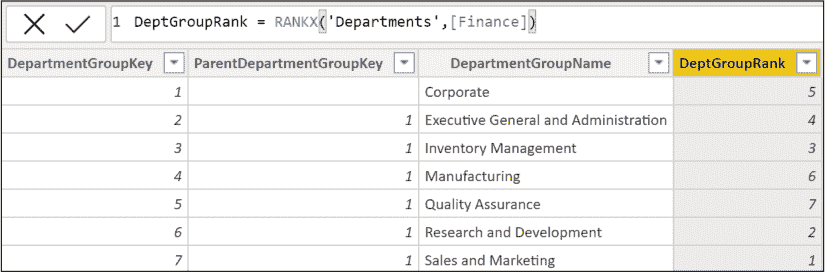 1 DeptGroupRank = RANKX('Departments',[Finance])
DepartmentGroupKey ParentDepartmentGroupKey DepartmentGroupName DeptGroupRank
1 Corporate 5
2 1 Executive General and Administration 4
3 1 Inventory Management 3
4 1 Manufacturing 6
5 1 Quality Assurance 7
6 1 Research and Development 2
7 1 Sales and Marketing 1